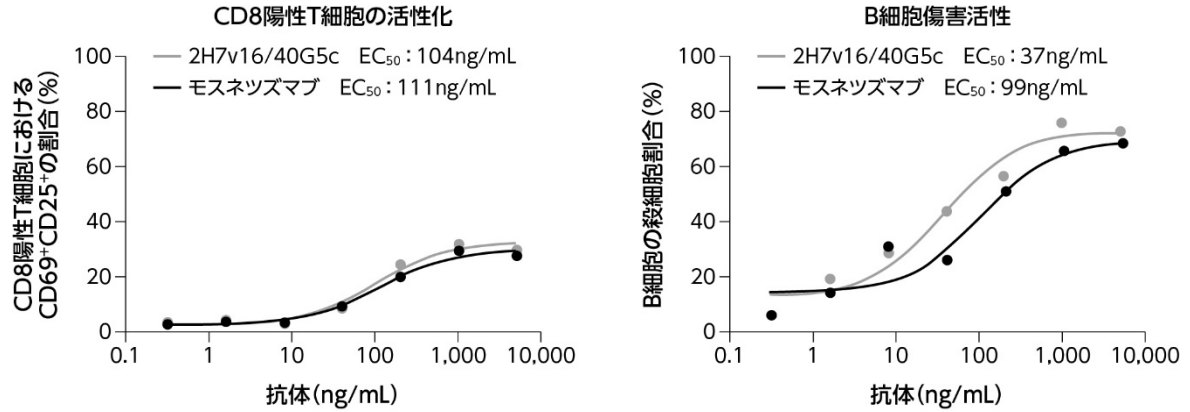 CD8陽性T細胞の活性化
CD8陽性T細胞における
CD69⁺CD25⁺の割合(%)
100
80
60
40
20
0
2H7v16/40G5c EC₅₀：104ng/mL
モスネツズマブ EC₅₀：111ng/mL
0.1 1 10 100 1,000 10,000
抗体(ng/mL)
B細胞傷害活性
B細胞の殺細胞割合(%)
100
80
60
40
20
0
2H7v16/40G5c EC₅₀：37ng/mL
モスネツズマブ EC₅₀：99ng/mL
0.1 1 10 100 1,000 10,000
抗体(ng/mL)